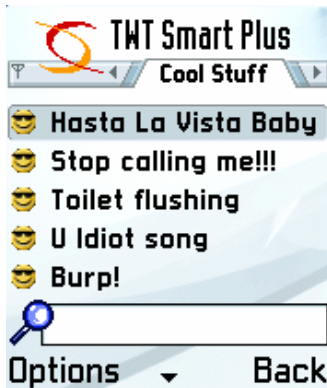 TWT Smart Plus
Cool Stuff
Hasta La Vista Baby
Stop calling me!!!
Toilet flushing
U Idiot song
Burp!
Options Back